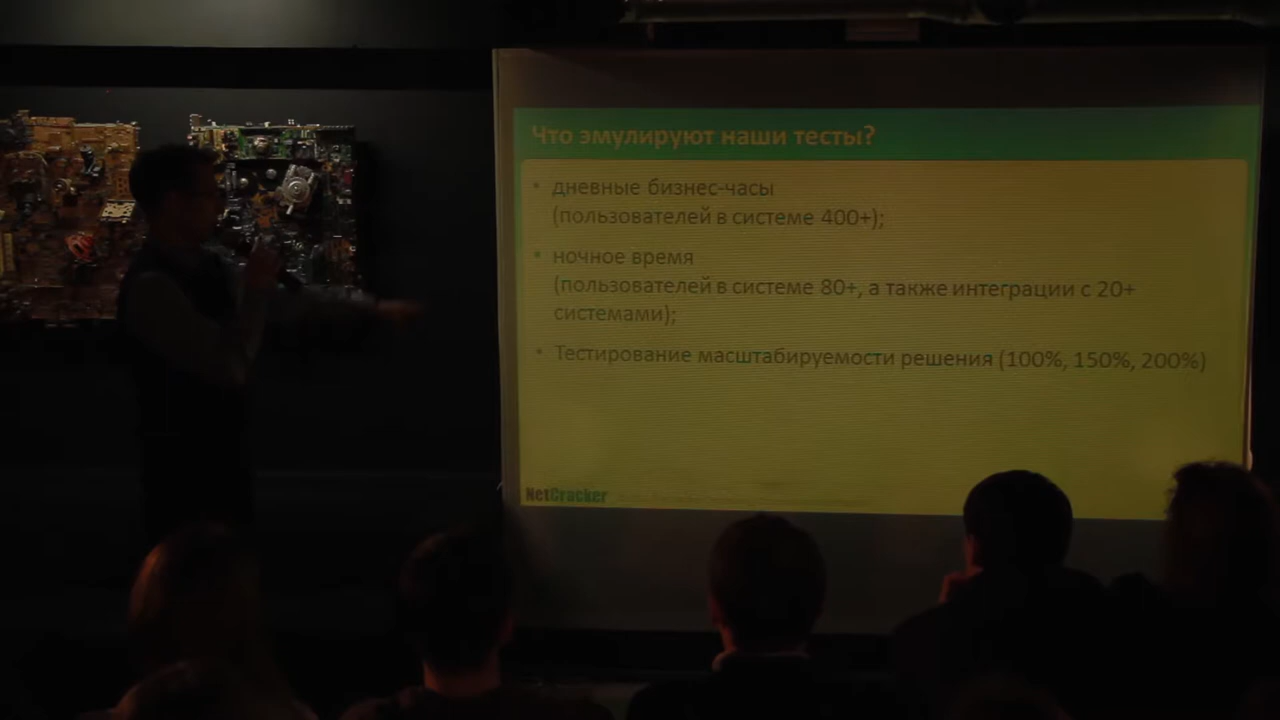 Что эмулируют наши тесты?
• дневные бизнес-часы
(пользователей в системе 400+);
• ночное время
(пользователей в системе 80+, а также интеграции с 20+
системами);
• Тестирование масштабируемости решения (100%, 150%, 200%)
NetCracker